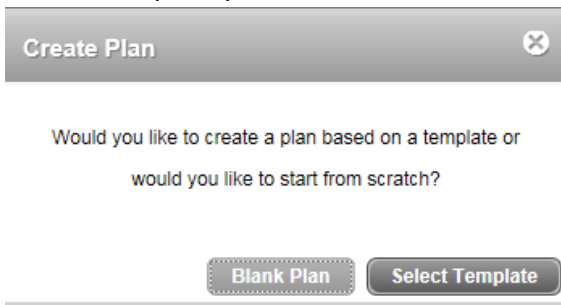 Create Plan
Would you like to create a plan based on a template or
would you like to start from scratch?
Blank Plan Select Template